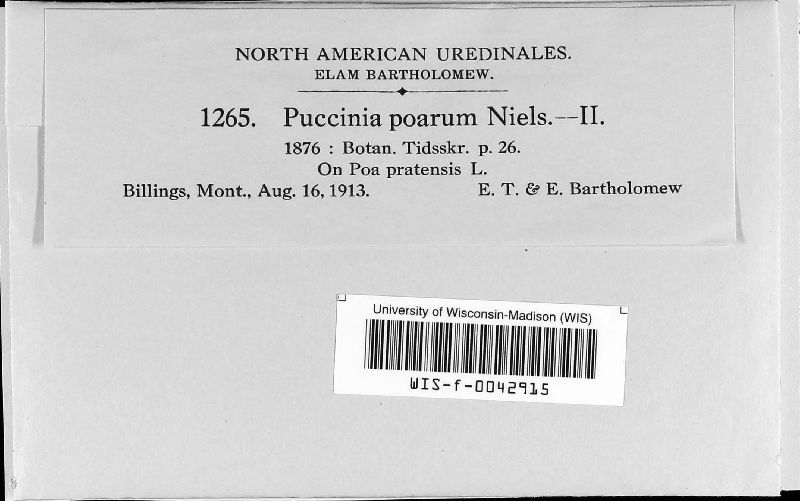 NORTH AMERICAN UREDINALES.
ELAM BARTHOLOMEW.
1265. Puccinia poarum Niels.—II.
1876 : Botan. Tidsskr. p. 26.
On Poa pratensis L.
Billings, Mont., Aug. 16, 1913. E. T. & E. Bartholomew
University of Wisconsin-Madison (WIS)
WIS-f-0042915